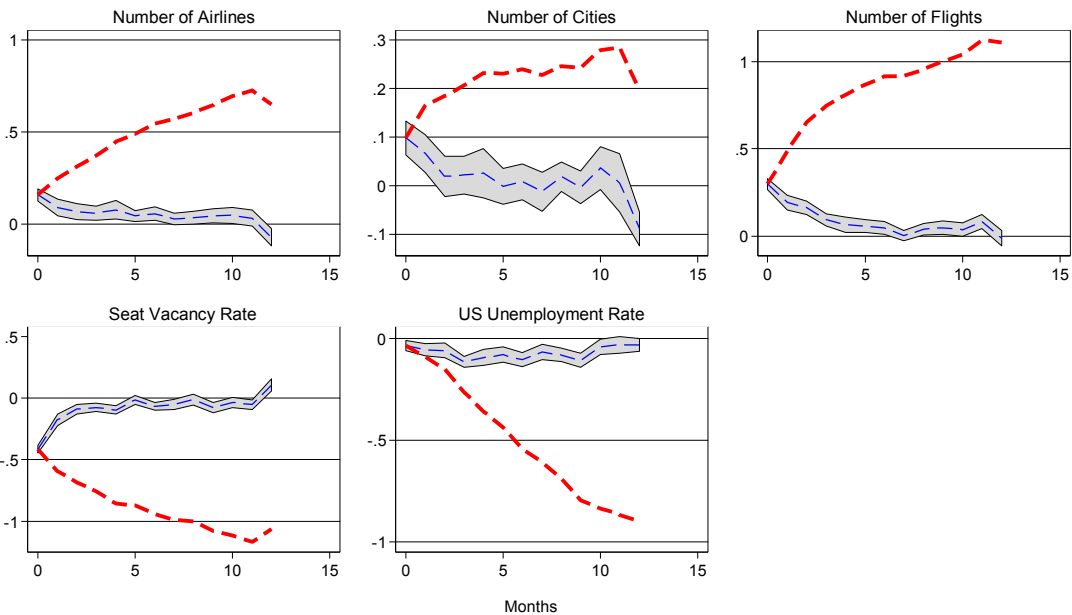 Number of Airlines
1
.5
0
0 5 10 15
Number of Cities
.3
.2
.1
0
-.1
0 5 10 15
Number of Flights
1
.5
0
0 5 10 15
Seat Vacancy Rate
.5
0
-.5
-1
0 5 10 15
US Unemployment Rate
0
-.5
-1
0 5 10 15
Months